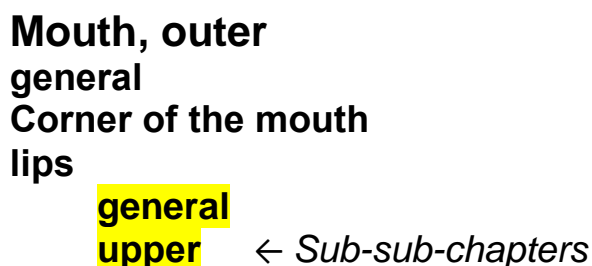 Mouth, outer
general
Corner of the mouth
lips
general
upper ← Sub-sub-chapters